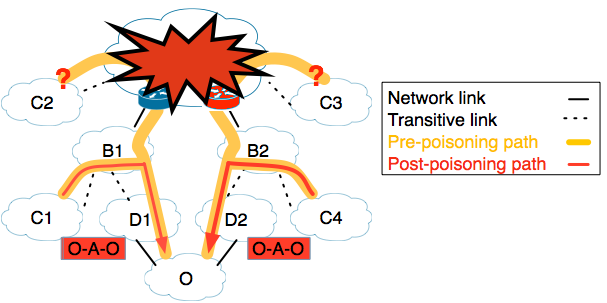 ?
?
C2
C3
Network link
Transitive link
Pre-poisoning path
Post-poisoning path
B1
B2
C1
D1
D2
C4
O-A-O
O-A-O
O